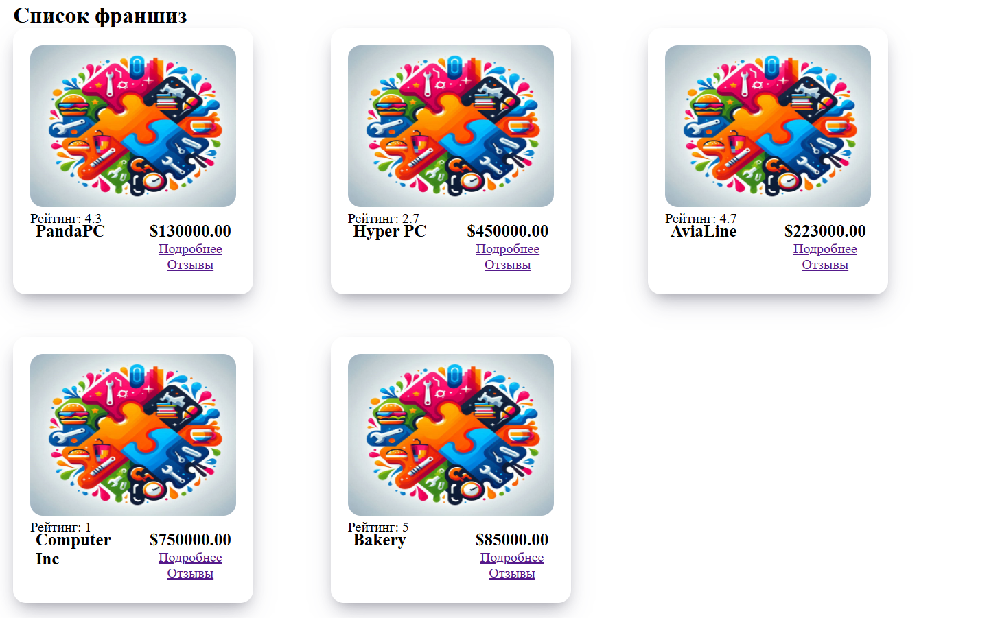 Список франшиз
Рейтинг: 4.3
PandaPC
$130000.00
Подробнее
Отзывы
Рейтинг: 2.7
Hyper PC
$450000.00
Подробнее
Отзывы
Рейтинг: 4.7
AviaLine
$223000.00
Подробнее
Отзывы
Рейтинг: 1
Computer
Inc
$750000.00
Подробнее
Отзывы
Рейтинг: 5
Bakery
$85000.00
Подробнее
Отзывы